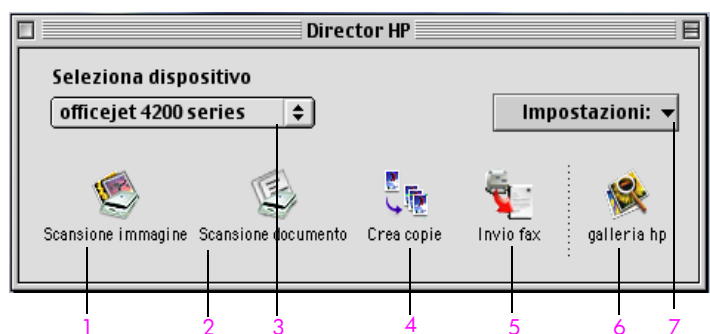 Director HP
Seleziona dispositivo
officejet 4200 series
Impostazioni:
Scansione immagine
Scansione documento
Crea copie
Invio fax
galleria hp
1 2 3 4 5 6 7